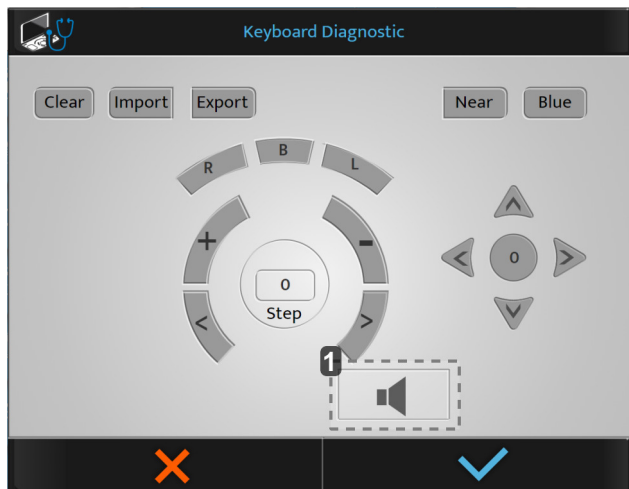 Keyboard Diagnostic
Clear Import Export Near Blue
R B L
+ -
0
0
Step
< >
1